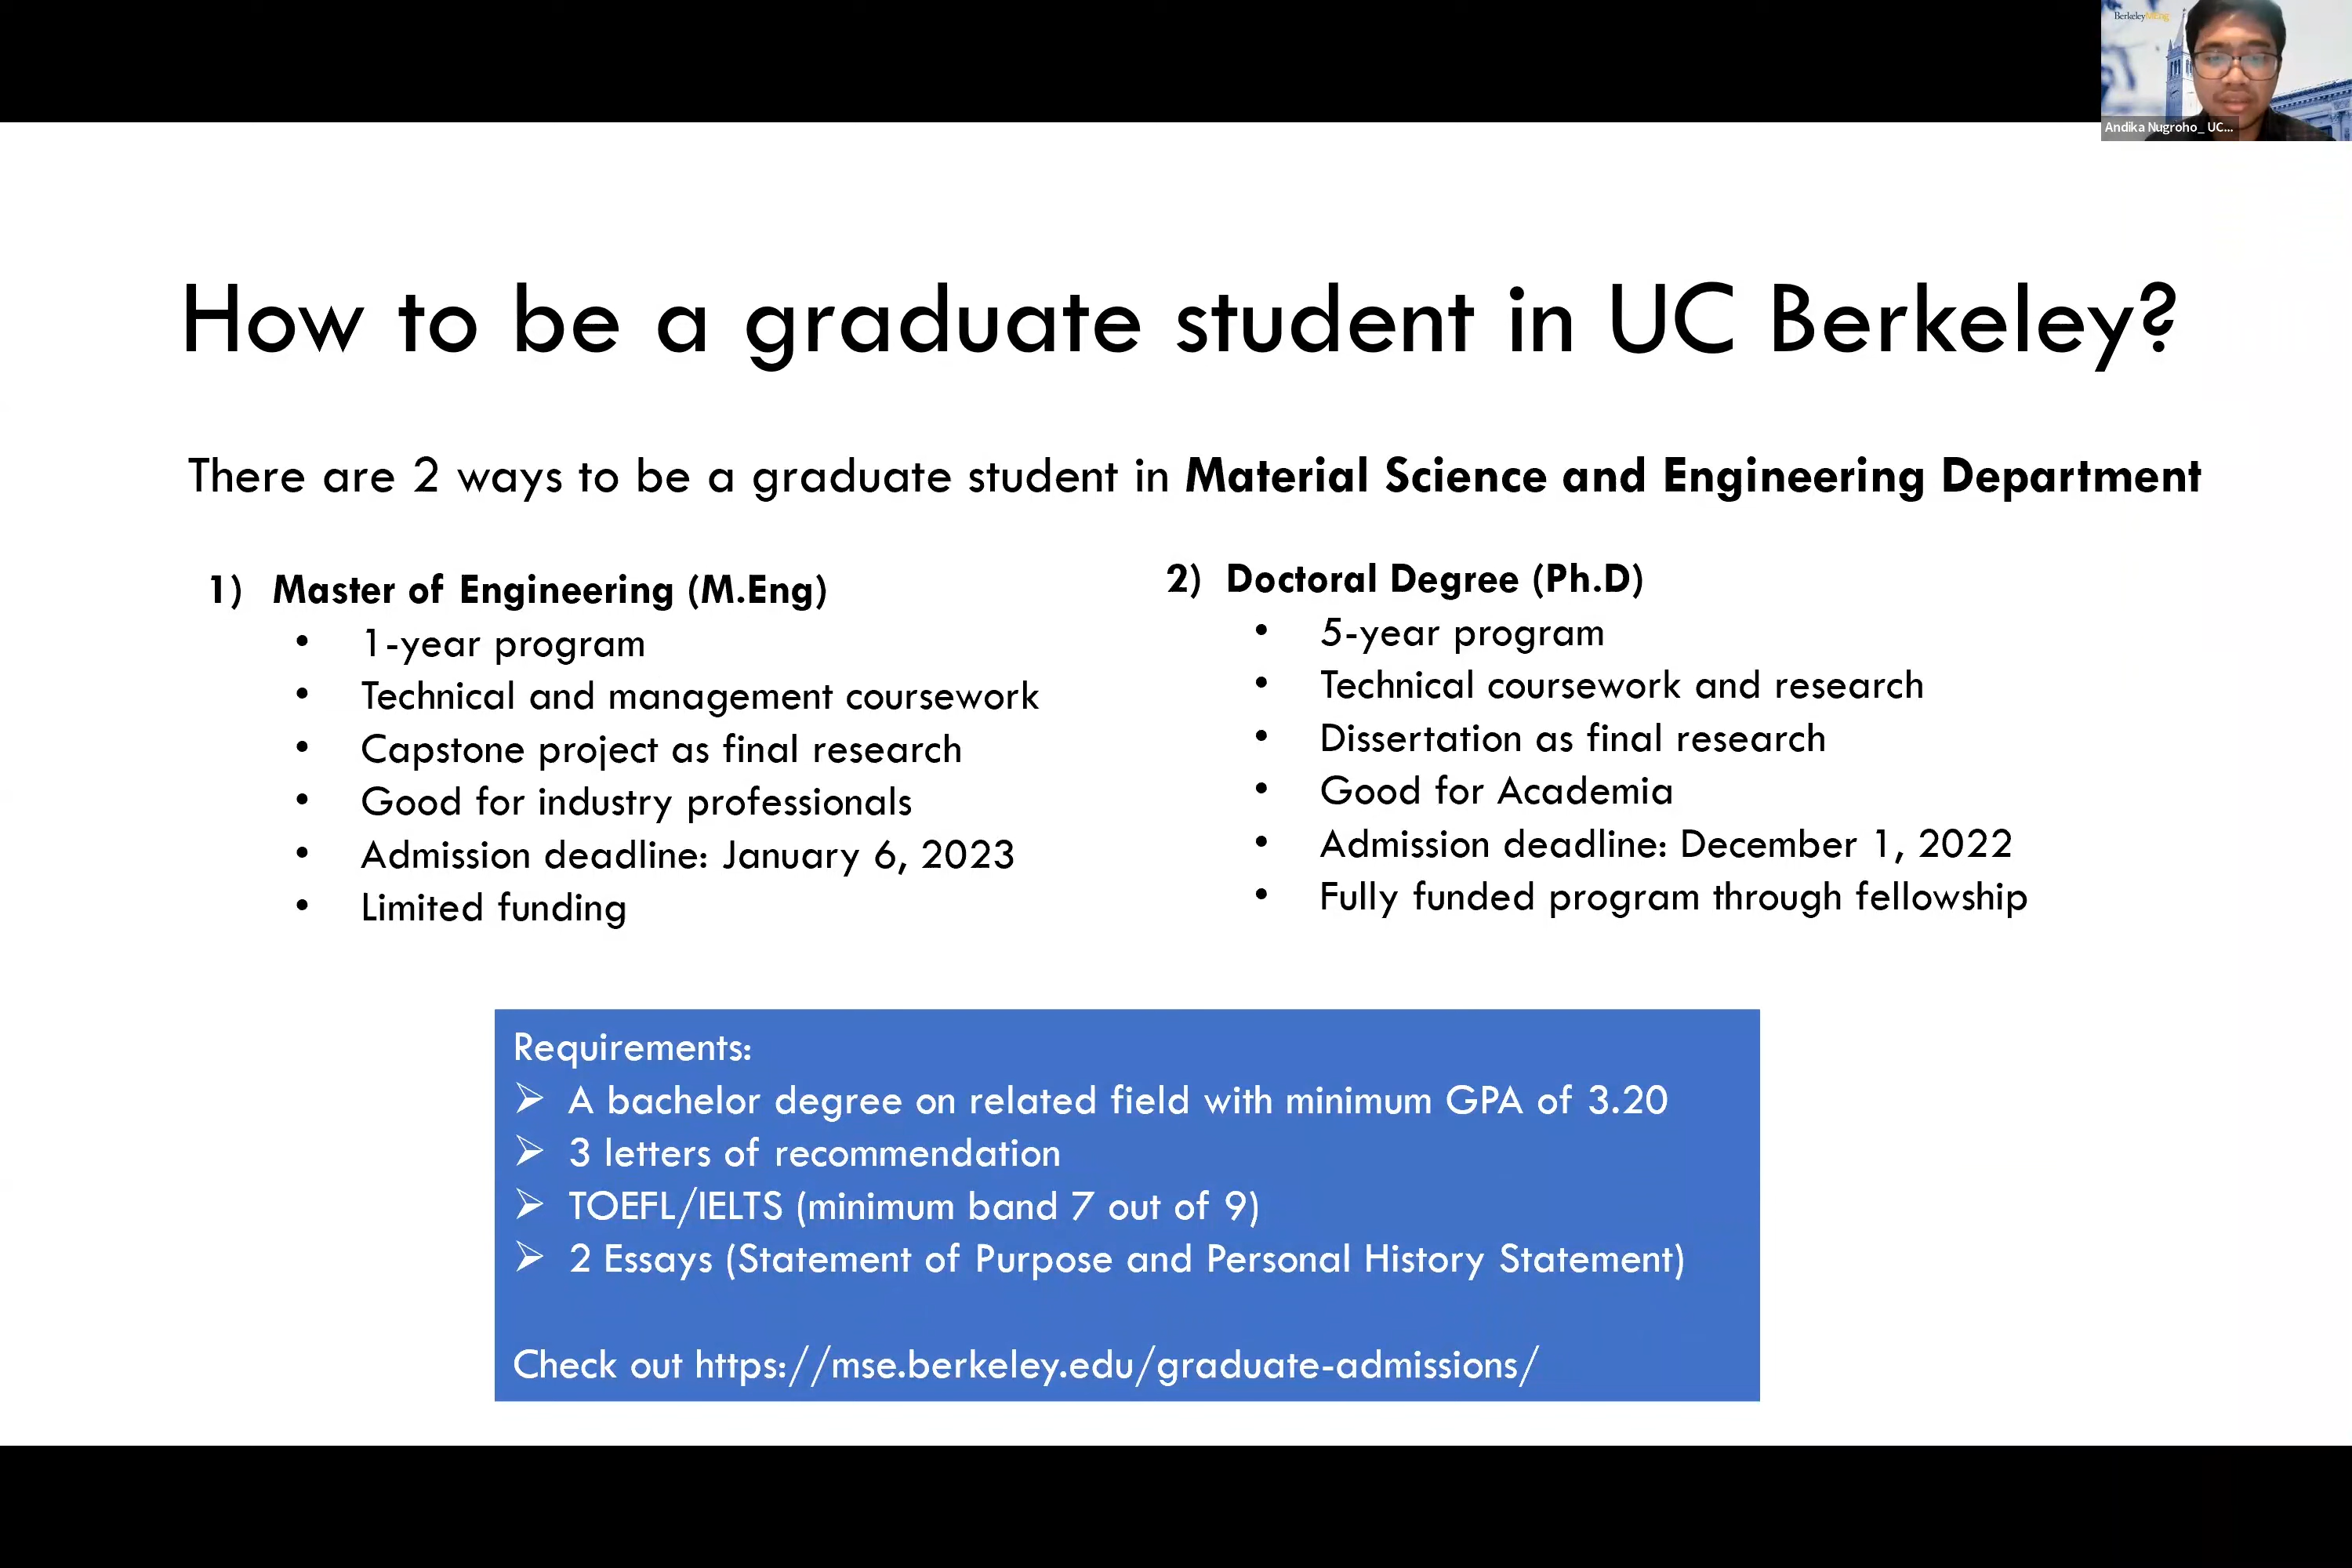 BerkeleyMEng
Andika Nugroho_ UC...
How to be a graduate student in UC Berkeley?
There are 2 ways to be a graduate student in Material Science and Engineering Department
1) Master of Engineering (M.Eng)
• 1-year program
• Technical and management coursework
• Capstone project as final research
• Good for industry professionals
• Admission deadline: January 6, 2023
• Limited funding
2) Doctoral Degree (Ph.D)
• 5-year program
• Technical coursework and research
• Dissertation as final research
• Good for Academia
• Admission deadline: December 1, 2022
• Fully funded program through fellowship
Requirements:
➢ A bachelor degree on related field with minimum GPA of 3.20
➢ 3 letters of recommendation
➢ TOEFL/IELTS (minimum band 7 out of 9)
➢ 2 Essays (Statement of Purpose and Personal History Statement)
Check out https://mse.berkeley.edu/graduate-admissions/